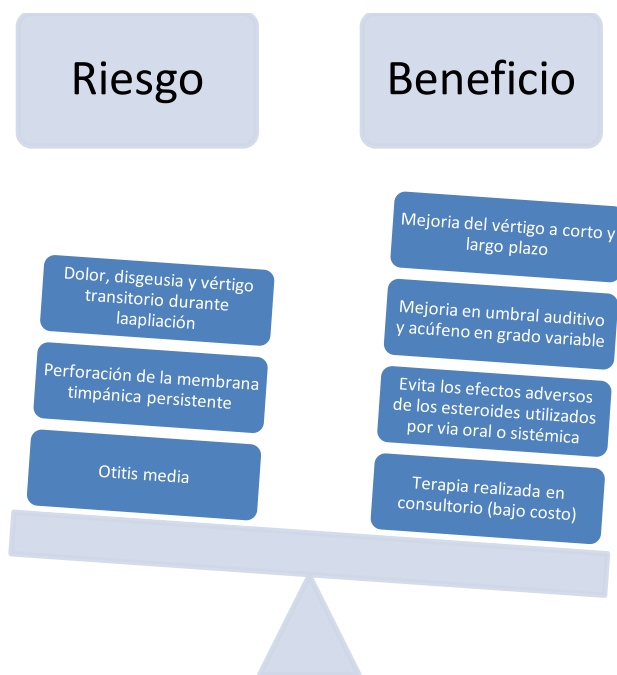 Riesgo
Beneficio
Dolor, disgeusia y vértigo
transitorio durante
laapliación
Perforación de la membrana
timpánica persistente
Otitis media
Mejoria del vértigo a corto y
largo plazo
Mejoria en umbral auditivo
y acúfeno en grado variable
Evita los efectos adversos
de los esteroides utilizados
por via oral o sistémica
Terapia realizada en
consultorio (bajo costo)